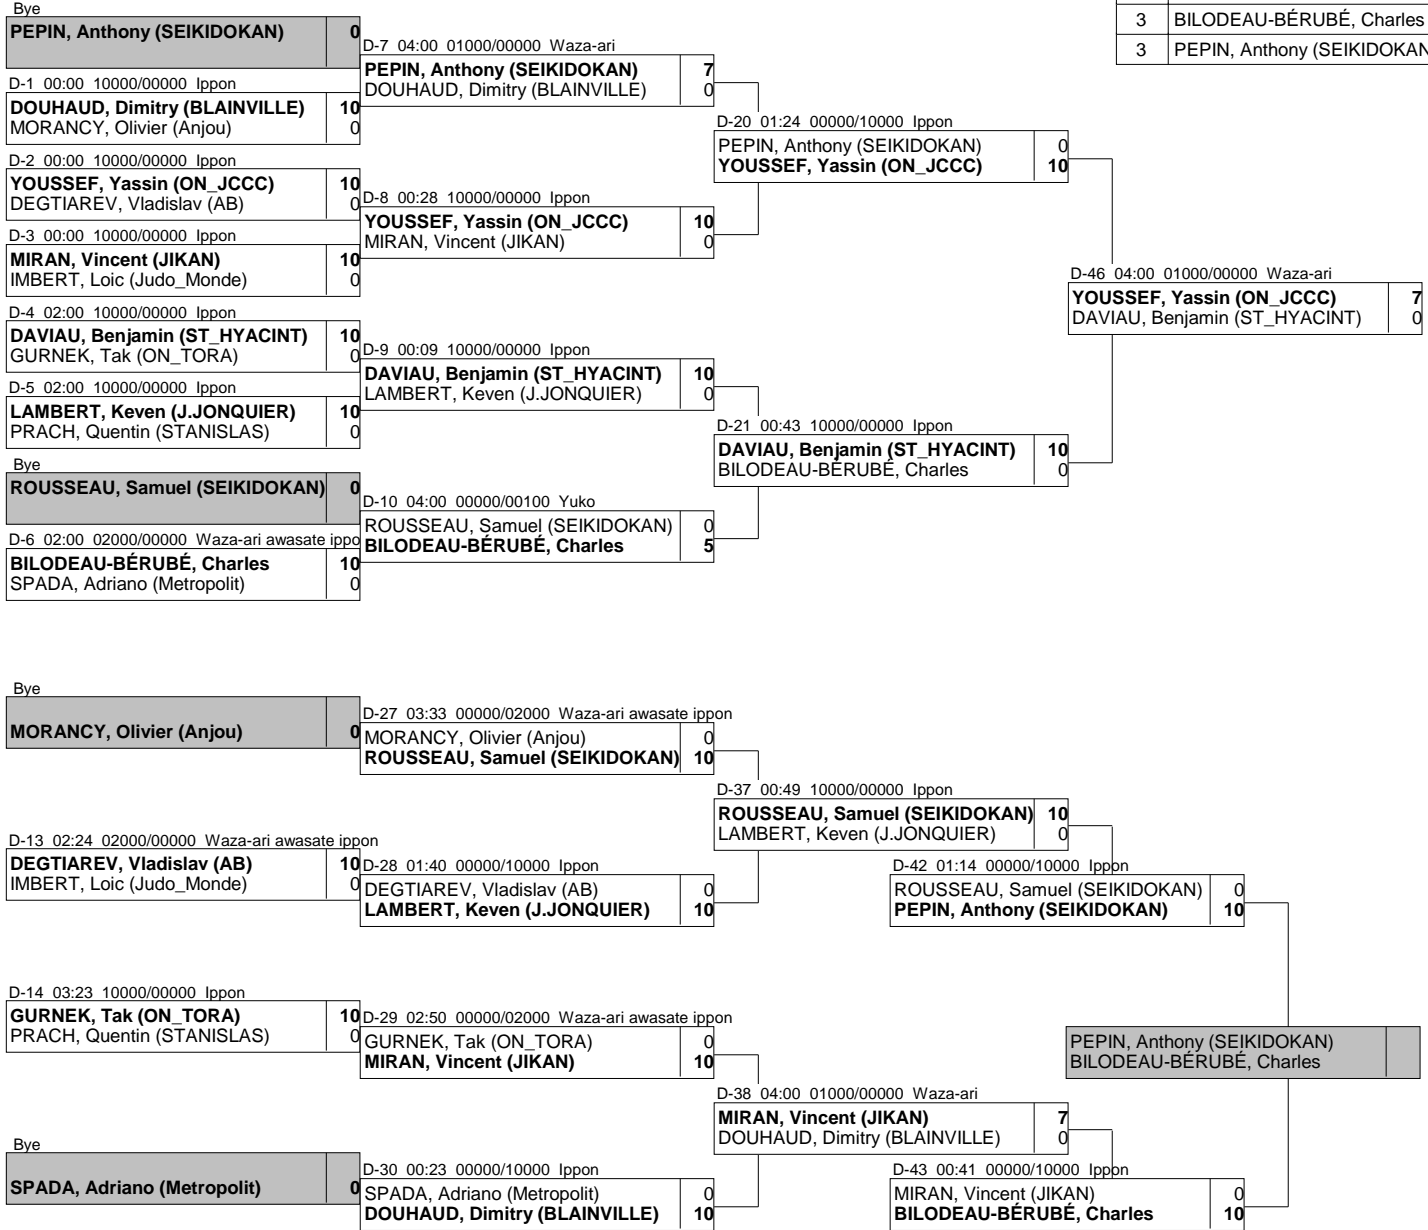 Bye
PEPIN, Anthony (SEIKIDOKAN) 0
D-1 00:00 10000/00000 Ippon
DOUHAUD, Dimitry (BLAINVILLE) 10
MORANCY, Olivier (Anjou) 0
D-2 00:00 10000/00000 Ippon
YOUSSEF, Yassin (ON_JCCC) 10
DEGTIAREV, Vladislav (AB) 0
D-3 00:00 10000/00000 Ippon
MIRAN, Vincent (JIKAN) 10
IMBERT, Loic (Judo_Monde) 0
D-4 02:00 10000/00000 Ippon
DAVIAU, Benjamin (ST_HYACINT) 10
GURNEK, Tak (ON_TORA) 0
D-5 02:00 10000/00000 Ippon
LAMBERT, Keven (J.JONQUIER) 10
PRACH, Quentin (STANISLAS) 0
Bye
ROUSSEAU, Samuel (SEIKIDOKAN) 0
D-6 02:00 02000/00000 Waza-ari awasate ippo
BILODEAU-BÉRUBÉ, Charles 10
SPADA, Adriano (Metropolit) 0
D-7 04:00 01000/00000 Waza-ari
PEPIN, Anthony (SEIKIDOKAN) 7
DOUHAUD, Dimitry (BLAINVILLE) 0
D-8 00:28 10000/00000 Ippon
YOUSSEF, Yassin (ON_JCCC) 10
MIRAN, Vincent (JIKAN) 0
D-9 00:09 10000/00000 Ippon
DAVIAU, Benjamin (ST_HYACINT) 10
LAMBERT, Keven (J.JONQUIER) 0
D-10 04:00 00000/00100 Yuko
ROUSSEAU, Samuel (SEIKIDOKAN) 0
BILODEAU-BÉRUBÉ, Charles 5
D-20 01:24 00000/10000 Ippon
PEPIN, Anthony (SEIKIDOKAN) 0
YOUSSEF, Yassin (ON_JCCC) 10
D-21 00:43 10000/00000 Ippon
DAVIAU, Benjamin (ST_HYACINT) 10
BILODEAU-BÉRUBÉ, Charles 0
D-46 04:00 01000/00000 Waza-ari
YOUSSEF, Yassin (ON_JCCC) 7
DAVIAU, Benjamin (ST_HYACINT) 0
3 BILODEAU-BÉRUBÉ, Charles
3 PEPIN, Anthony (SEIKIDOKAN
Bye
MORANCY, Olivier (Anjou) 0
D-13 02:24 02000/00000 Waza-ari awasate ippon
DEGTIAREV, Vladislav (AB) 10
IMBERT, Loic (Judo_Monde) 0
D-14 03:23 10000/00000 Ippon
GURNEK, Tak (ON_TORA) 10
PRACH, Quentin (STANISLAS) 0
Bye
SPADA, Adriano (Metropolit) 0
D-27 03:33 00000/02000 Waza-ari awasate ippon
MORANCY, Olivier (Anjou) 0
ROUSSEAU, Samuel (SEIKIDOKAN) 10
D-28 01:40 00000/10000 Ippon
DEGTIAREV, Vladislav (AB) 0
LAMBERT, Keven (J.JONQUIER) 10
D-29 02:50 00000/02000 Waza-ari awasate ippon
GURNEK, Tak (ON_TORA) 0
MIRAN, Vincent (JIKAN) 10
D-30 00:23 00000/10000 Ippon
SPADA, Adriano (Metropolit) 0
DOUHAUD, Dimitry (BLAINVILLE) 10
D-37 00:49 10000/00000 Ippon
ROUSSEAU, Samuel (SEIKIDOKAN) 10
LAMBERT, Keven (J.JONQUIER) 0
D-38 04:00 01000/00000 Waza-ari
MIRAN, Vincent (JIKAN) 7
DOUHAUD, Dimitry (BLAINVILLE) 0
D-42 01:14 00000/10000 Ippon
ROUSSEAU, Samuel (SEIKIDOKAN) 0
PEPIN, Anthony (SEIKIDOKAN) 10
D-43 00:41 00000/10000 Ippon
MIRAN, Vincent (JIKAN) 0
BILODEAU-BÉRUBÉ, Charles 10
PEPIN, Anthony (SEIKIDOKAN)
BILODEAU-BÉRUBÉ, Charles